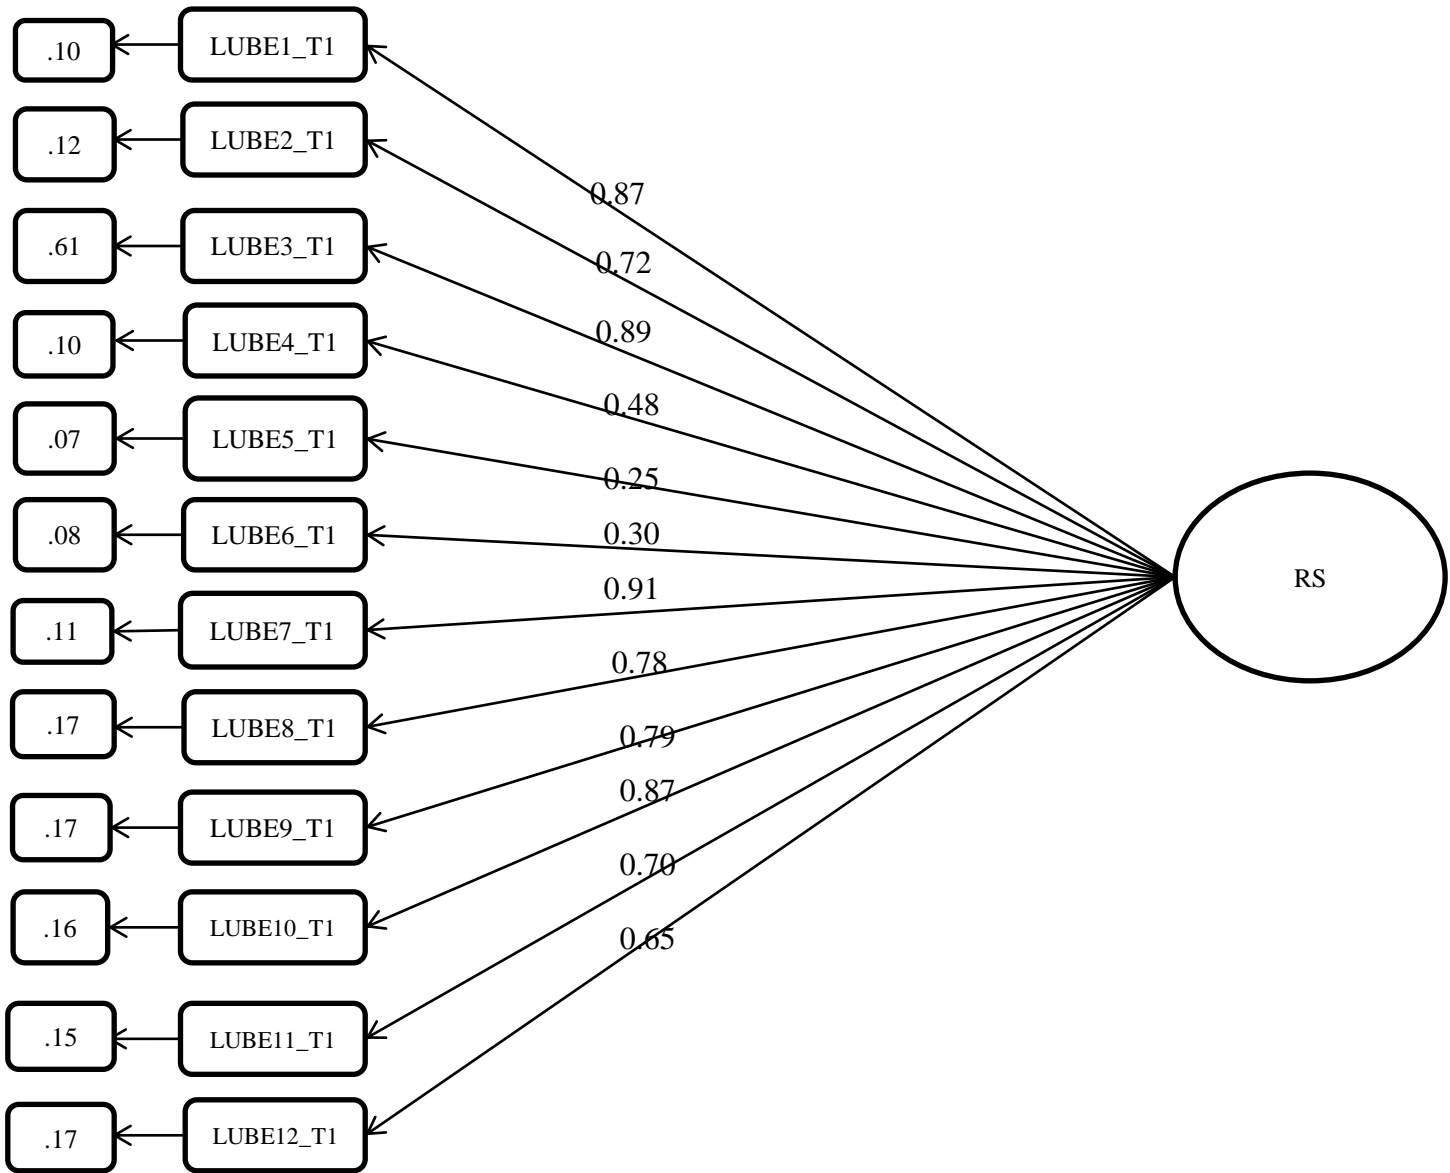 .10 LUBE1_T1
.12 LUBE2_T1
0.87
.61 LUBE3_T1
0.72
0.89
.10 LUBE4_T1
0.48
.07 LUBE5_T1
0.25
.08 LUBE6_T1
0.30
RS
0.91
.11 LUBE7_T1
0.78
.17 LUBE8_T1
0.79
0.87
.17 LUBE9_T1
0.70
.16 LUBE10_T1
0.65
.15 LUBE11_T1
.17 LUBE12_T1